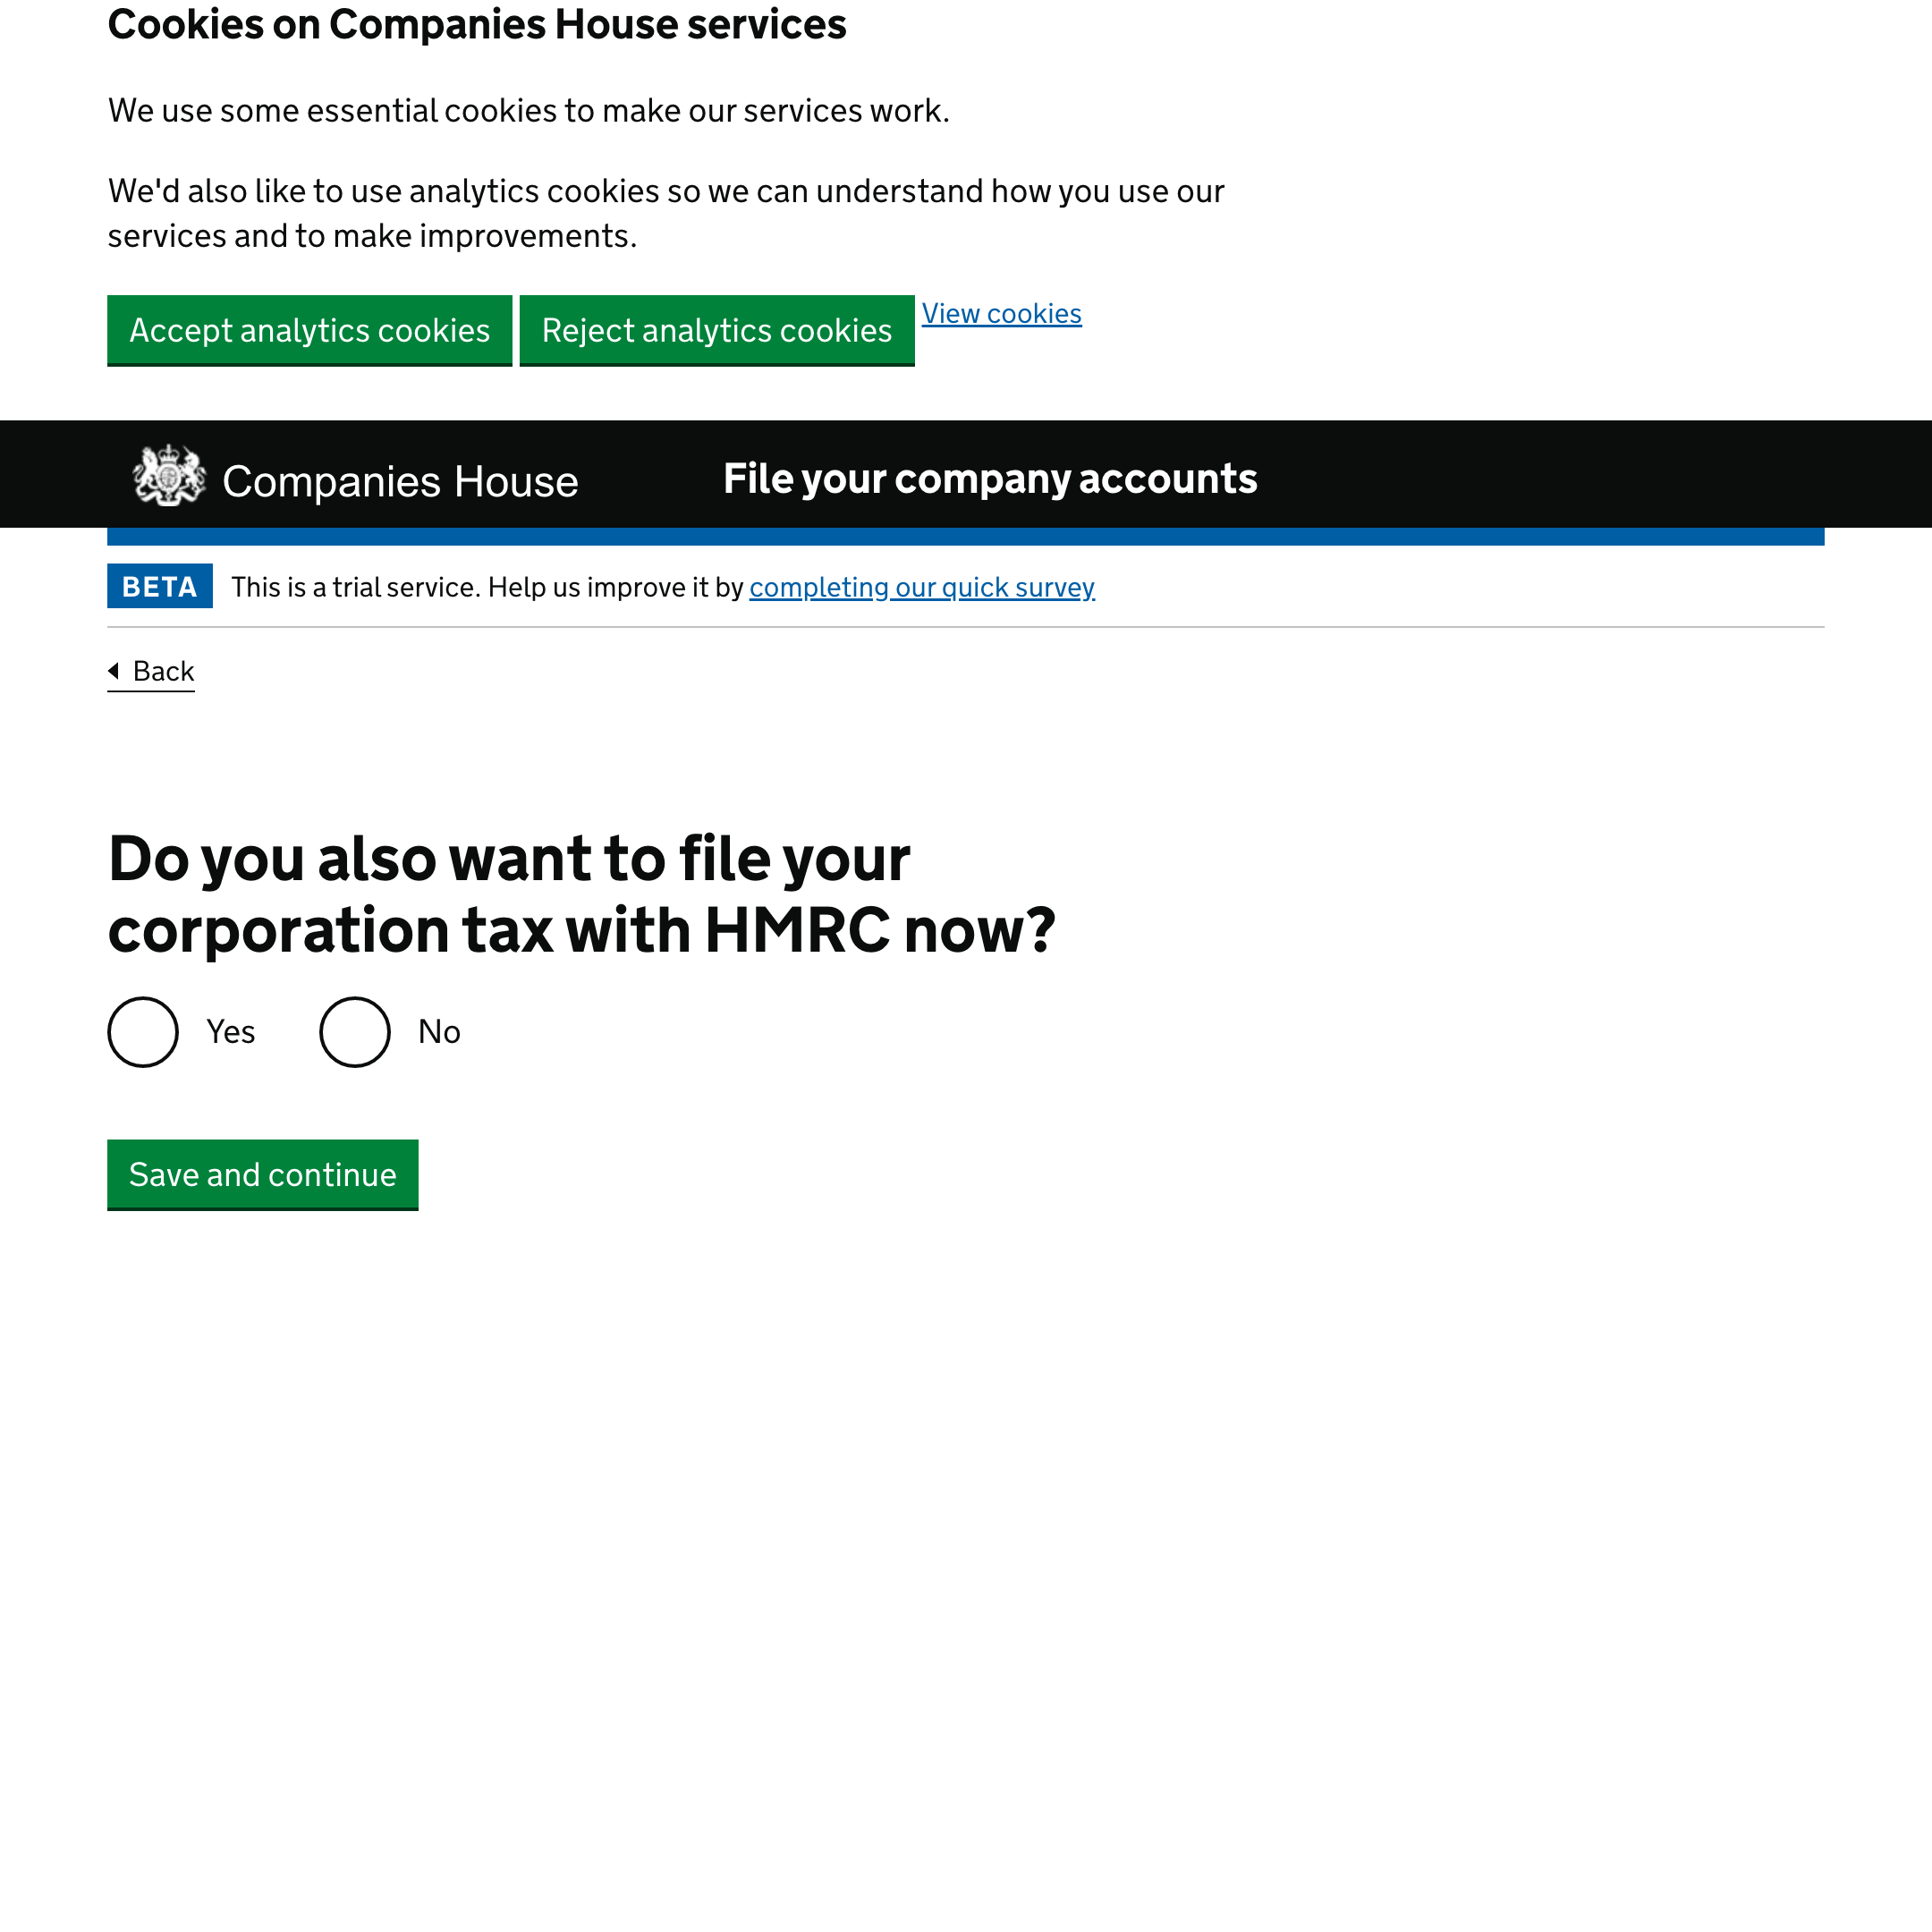 Cookies on Companies House services
We use some essential cookies to make our services work.
We'd also like to use analytics cookies so we can understand how you use our
services and to make improvements.
Accept analytics cookies Reject analytics cookies View cookies
Companies House File your company accounts
BETA This is a trial service. Help us improve it by completing our quick survey
Back
Do you also want to file your
corporation tax with HMRC now?
Yes No
Save and continue